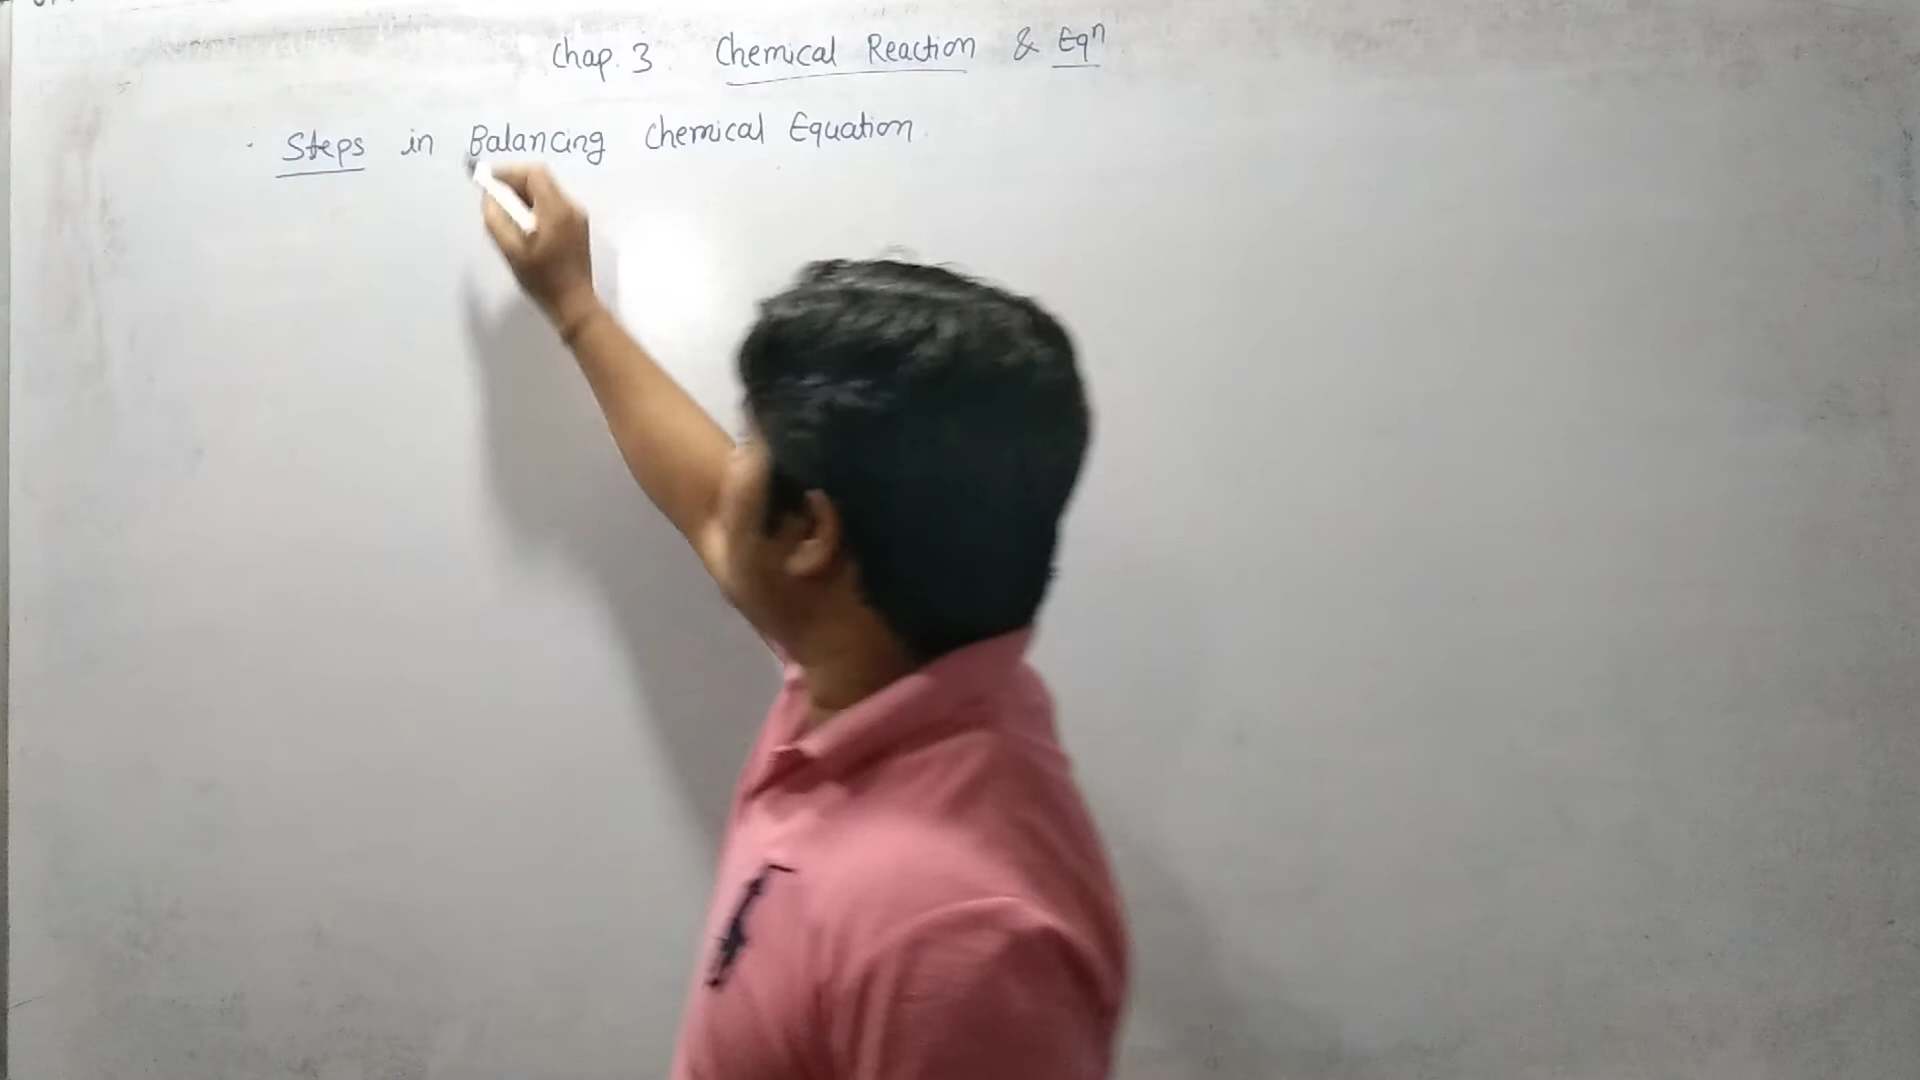 Chap. 3 Chemical Reaction & Eqⁿ
· Steps in Balancing Chemical Equation.